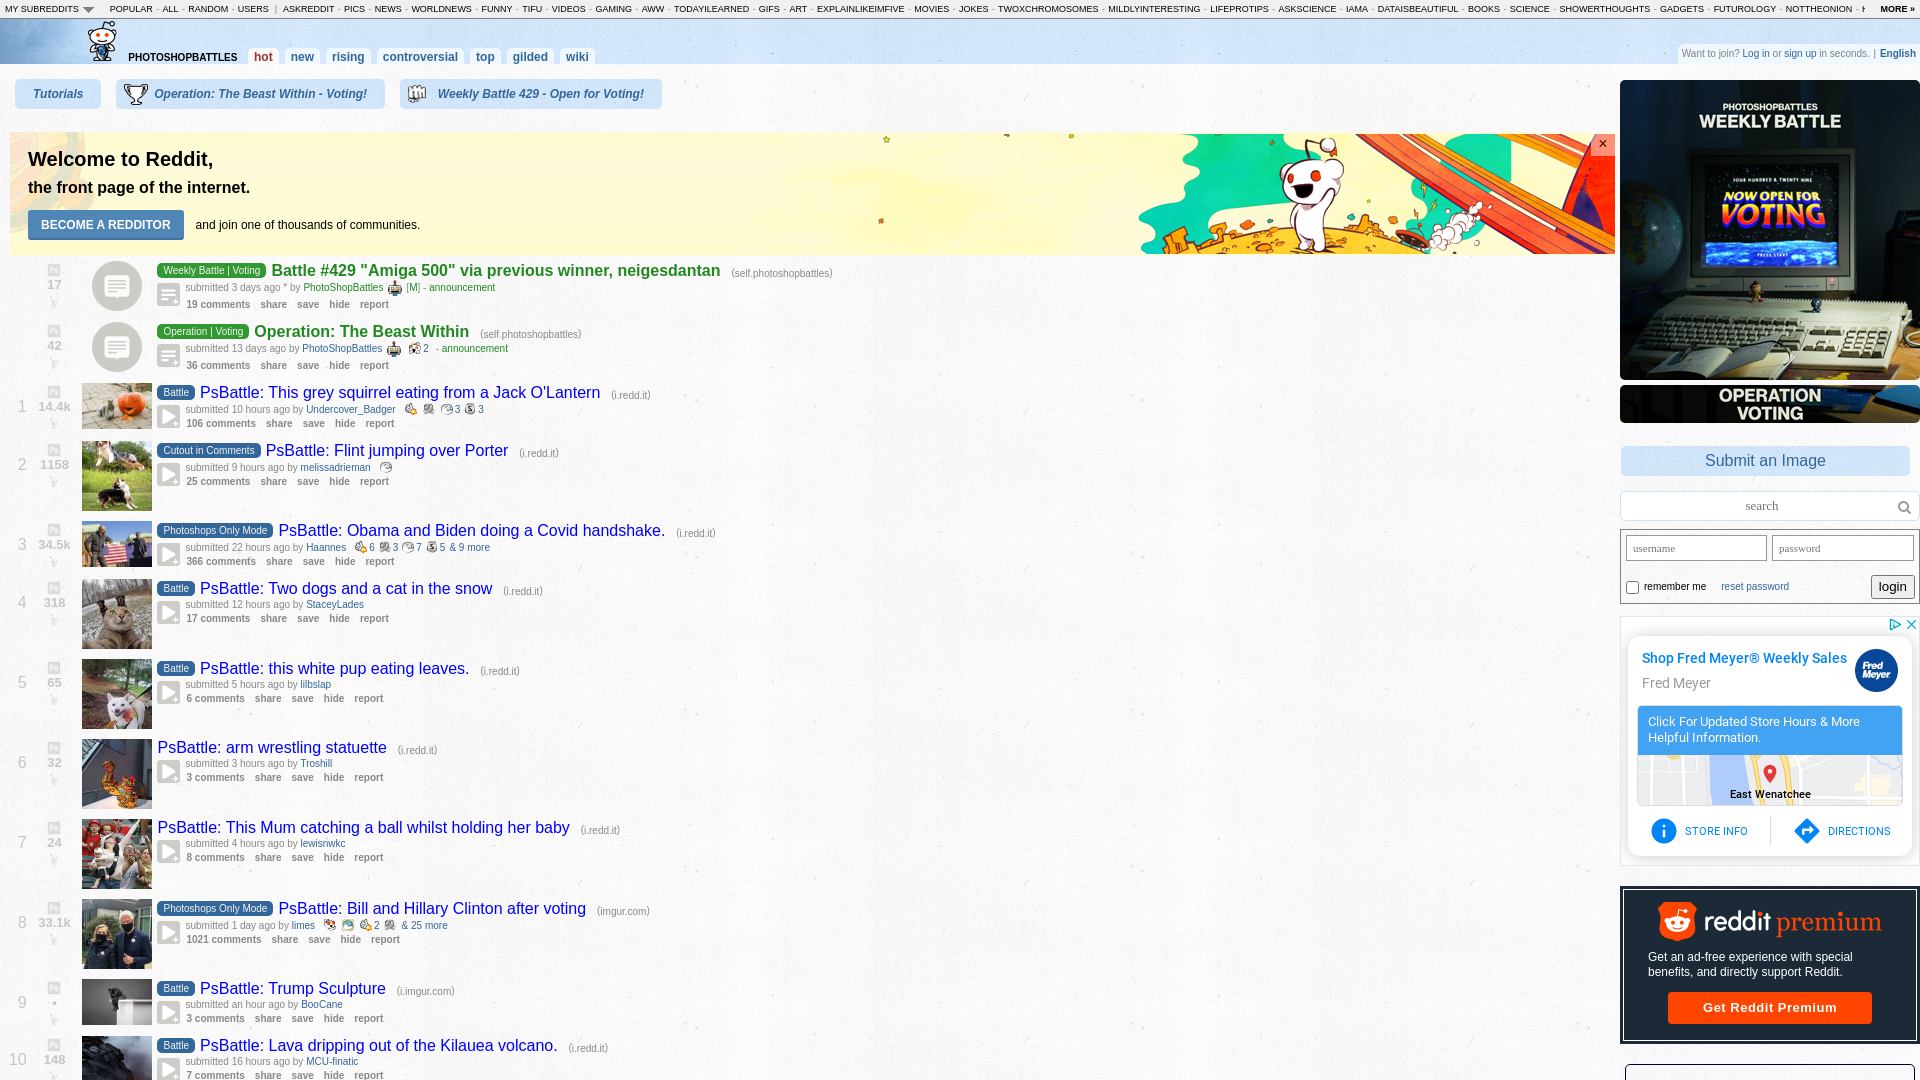 MY SUBREDDITS POPULAR - ALL - RANDOM - USERS | ASKREDDIT - PICS - NEWS - WORLDNEWS - FUNNY - TIFU - VIDEOS - GAMING - AWW - TODAYILEARNED - GIFS - ART - EXPLAINLIKEIMFIVE - MOVIES - JOKES - TWOXCHROMOSOMES - MILDLYINTERESTING - LIFEPROTIPS - ASKSCIENCE - IAMA - DATAISBEAUTIFUL - BOOKS - SCIENCE - SHOWERTHOUGHTS - GADGETS - FUTUROLOGY - NOTTHEONION - MORE »
PHOTOSHOPBATTLES hot new rising controversial top gilded wiki
Want to join? Log in or sign up in seconds. | English
Tutorials
Operation: The Beast Within - Voting!
Weekly Battle 429 - Open for Voting!
Welcome to Reddit,
the front page of the internet.
BECOME A REDDITOR and join one of thousands of communities.
×
17
Weekly Battle | Voting Battle #429 "Amiga 500" via previous winner, neigesdantan (self.photoshopbattles)
submitted 3 days ago * by PhotoShopBattles [M] - announcement
19 comments share save hide report
42
Operation | Voting Operation: The Beast Within (self.photoshopbattles)
submitted 13 days ago by PhotoShopBattles 2 - announcement
36 comments share save hide report
1 14.4k
Battle PsBattle: This grey squirrel eating from a Jack O'Lantern (i.redd.it)
submitted 10 hours ago by Undercover_Badger 3 3
106 comments share save hide report
2 1158
Cutout in Comments PsBattle: Flint jumping over Porter (i.redd.it)
submitted 9 hours ago by melissadrieman
25 comments share save hide report
3 34.5k
Photoshops Only Mode PsBattle: Obama and Biden doing a Covid handshake. (i.redd.it)
submitted 22 hours ago by Haannes 6 3 7 5 & 9 more
366 comments share save hide report
4 318
Battle PsBattle: Two dogs and a cat in the snow (i.redd.it)
submitted 12 hours ago by StaceyLades
17 comments share save hide report
5 65
Battle PsBattle: this white pup eating leaves. (i.redd.it)
submitted 5 hours ago by lilbslap
6 comments share save hide report
6 32
PsBattle: arm wrestling statuette (i.redd.it)
submitted 3 hours ago by Troshill
3 comments share save hide report
7 24
PsBattle: This Mum catching a ball whilst holding her baby (i.redd.it)
submitted 4 hours ago by lewisnwkc
8 comments share save hide report
8 33.1k
Photoshops Only Mode PsBattle: Bill and Hillary Clinton after voting (imgur.com)
submitted 1 day ago by limes 2 & 25 more
1021 comments share save hide report
9 •
Battle PsBattle: Trump Sculpture (i.imgur.com)
submitted an hour ago by BooCane
3 comments share save hide report
10 148
Battle PsBattle: Lava dripping out of the Kilauea volcano. (i.redd.it)
submitted 16 hours ago by MCU-finatic
7 comments share save hide report
PHOTOSHOPBATTLES
WEEKLY BATTLE
FOUR HUNDRED & TWENTY NINE
NOW OPEN FOR
VOTING
PRESS START
OPERATION
VOTING
Submit an Image
search
username password
remember me reset password login
Shop Fred Meyer® Weekly Sales
Fred Meyer
Fred Meyer
Click For Updated Store Hours & More
Helpful Information.
East Wenatchee
STORE INFO DIRECTIONS
reddit premium
Get an ad-free experience with special
benefits, and directly support Reddit.
Get Reddit Premium